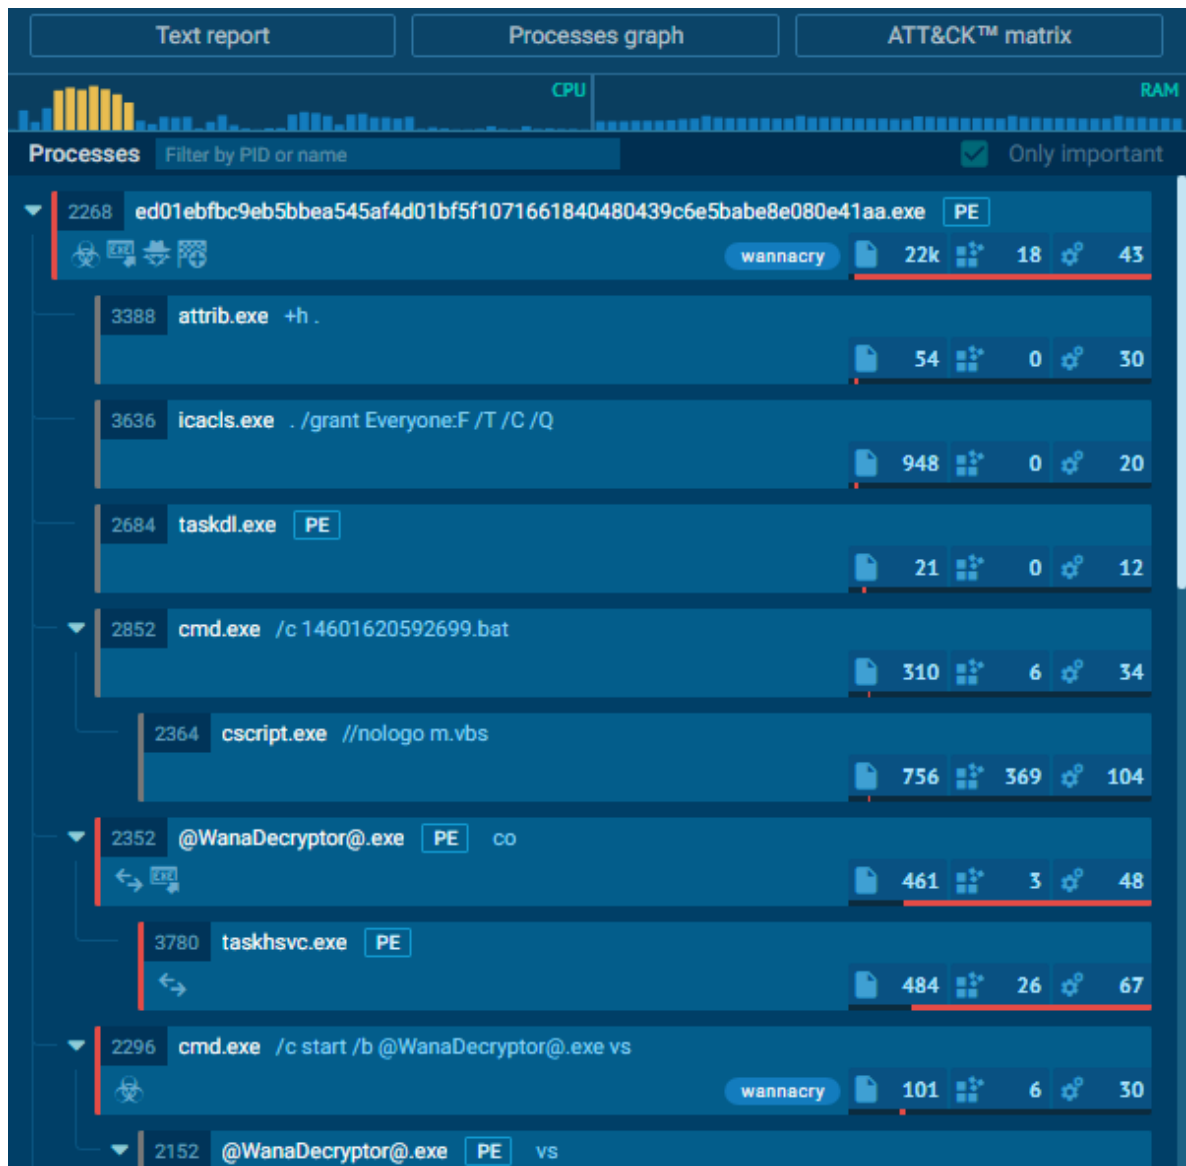 Text report Processes graph ATT&CK™ matrix
CPU RAM
Processes Filter by PID or name Only important
2268 ed01ebfbc9eb5bbea545af4d01bf5f1071661840480439c6e5babe8e080e41aa.exe PE
EXE wannacry 22k 18 43
3388 attrib.exe +h .
54 0 30
3636 icacls.exe . /grant Everyone:F /T /C /Q
948 0 20
2684 taskdl.exe PE
21 0 12
2852 cmd.exe /c 14601620592699.bat
310 6 34
2364 cscript.exe //nologo m.vbs
756 369 104
2352 @WanaDecryptor@.exe PE co
EXE 461 3 48
3780 taskhsvc.exe PE
484 26 67
2296 cmd.exe /c start /b @WanaDecryptor@.exe vs
wannacry 101 6 30
2152 @WanaDecryptor@.exe PE vs